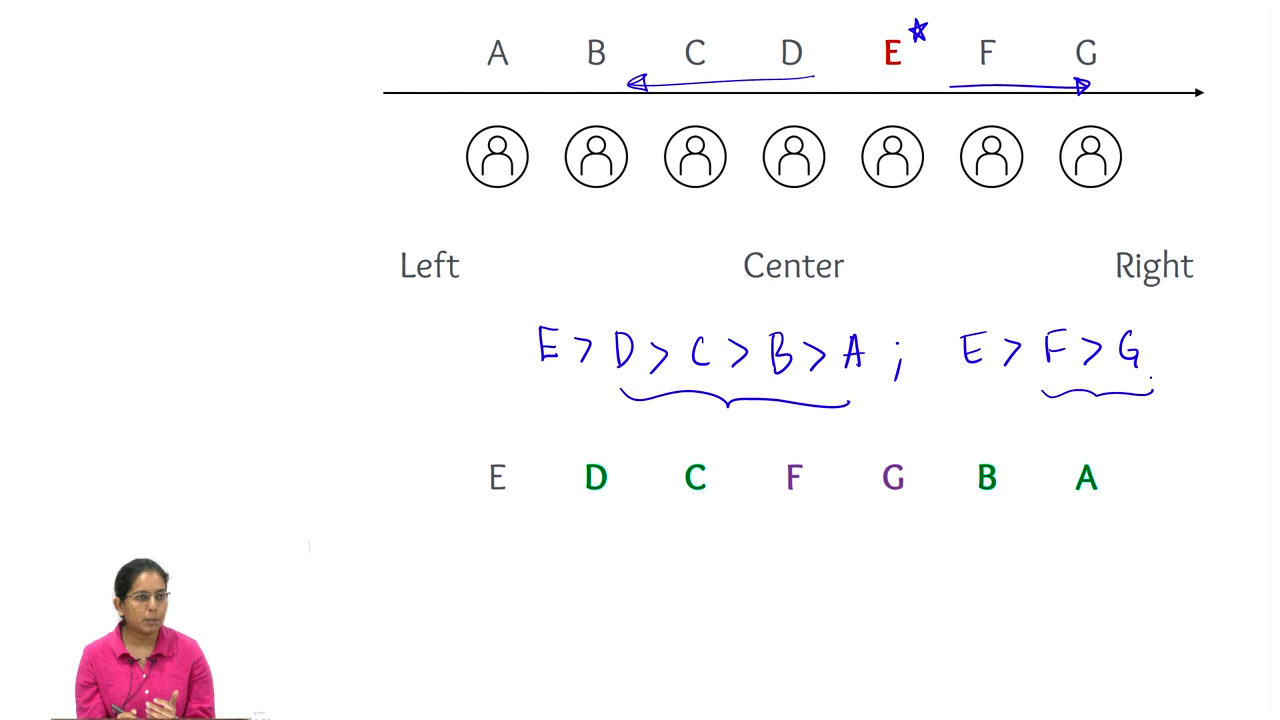 A B C D E* F G
Left Center Right
E > D > C > B > A ; E > F > G.
E D C F G B A